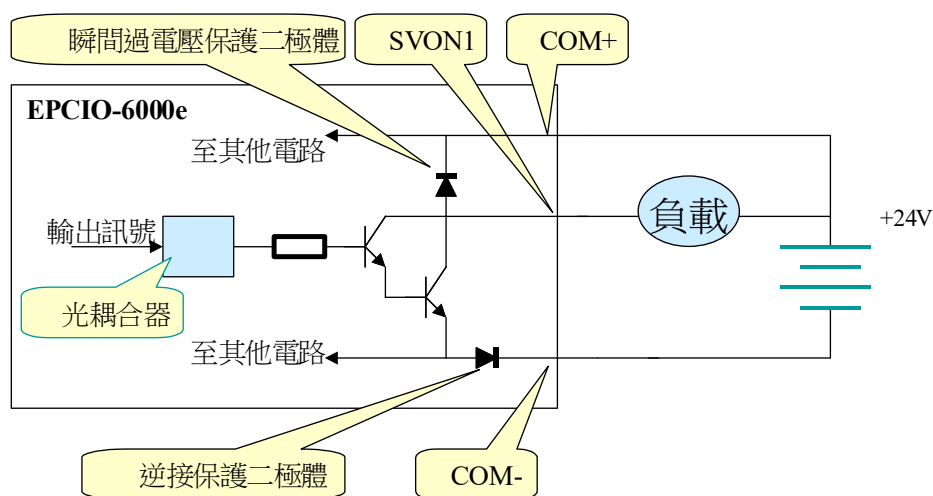 瞬間過電壓保護二極體
SVON1
COM+
EPCIO-6000e
至其他電路
負載
+24V
輸出訊號
光耦合器
至其他電路
逆接保護二極體
COM-